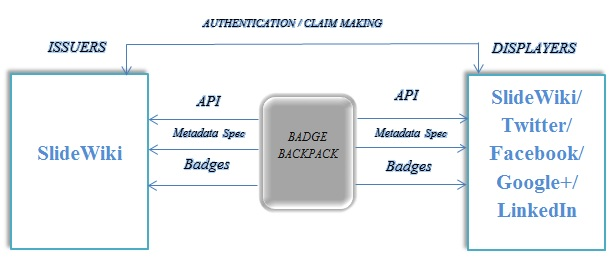 AUTHENTICATION / CLAIM MAKING
ISSUERS
DISPLAYERS
SlideWiki
API
Metadata Spec
Badges
BADGE
BACKPACK
API
Metadata Spec
Badges
SlideWiki/
Twitter/
Facebook/
Google+/
LinkedIn